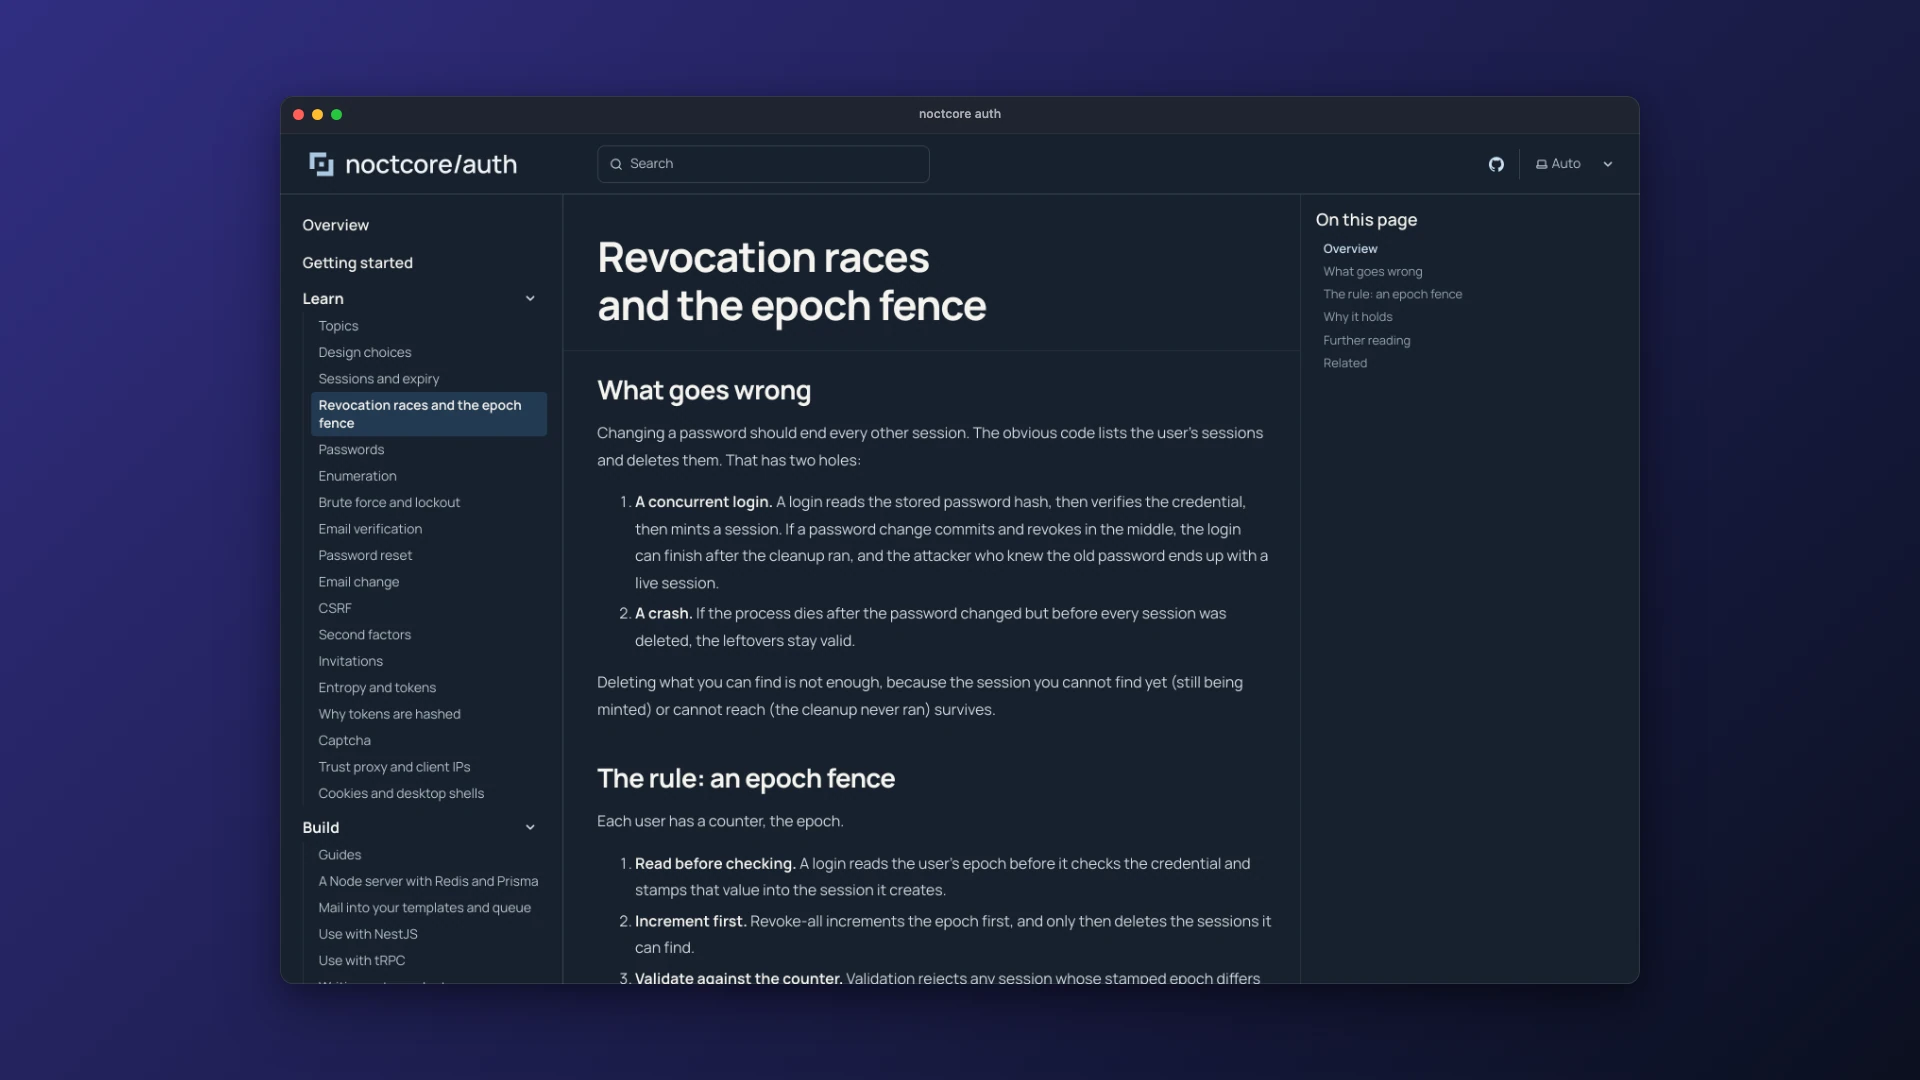 noctcore auth
noctcore/auth
Search
Auto
Overview
Getting started
Learn
Topics
Design choices
Sessions and expiry
Revocation races and the epoch
fence
Passwords
Enumeration
Brute force and lockout
Email verification
Password reset
Email change
CSRF
Second factors
Invitations
Entropy and tokens
Why tokens are hashed
Captcha
Trust proxy and client IPs
Cookies and desktop shells
Build
Guides
A Node server with Redis and Prisma
Mail into your templates and queue
Use with NestJS
Use with tRPC
Revocation races
and the epoch fence
What goes wrong
Changing a password should end every other session. The obvious code lists the user's sessions
and deletes them. That has two holes:
1. A concurrent login. A login reads the stored password hash, then verifies the credential,
then mints a session. If a password change commits and revokes in the middle, the login
can finish after the cleanup ran, and the attacker who knew the old password ends up with a
live session.
2. A crash. If the process dies after the password changed but before every session was
deleted, the leftovers stay valid.
Deleting what you can find is not enough, because the session you cannot find yet (still being
minted) or cannot reach (the cleanup never ran) survives.
The rule: an epoch fence
Each user has a counter, the epoch.
1. Read before checking. A login reads the user's epoch before it checks the credential and
stamps that value into the session it creates.
2. Increment first. Revoke-all increments the epoch first, and only then deletes the sessions it
can find.
3. Validate against the counter. Validation rejects any session whose stamped epoch differs
On this page
Overview
What goes wrong
The rule: an epoch fence
Why it holds
Further reading
Related